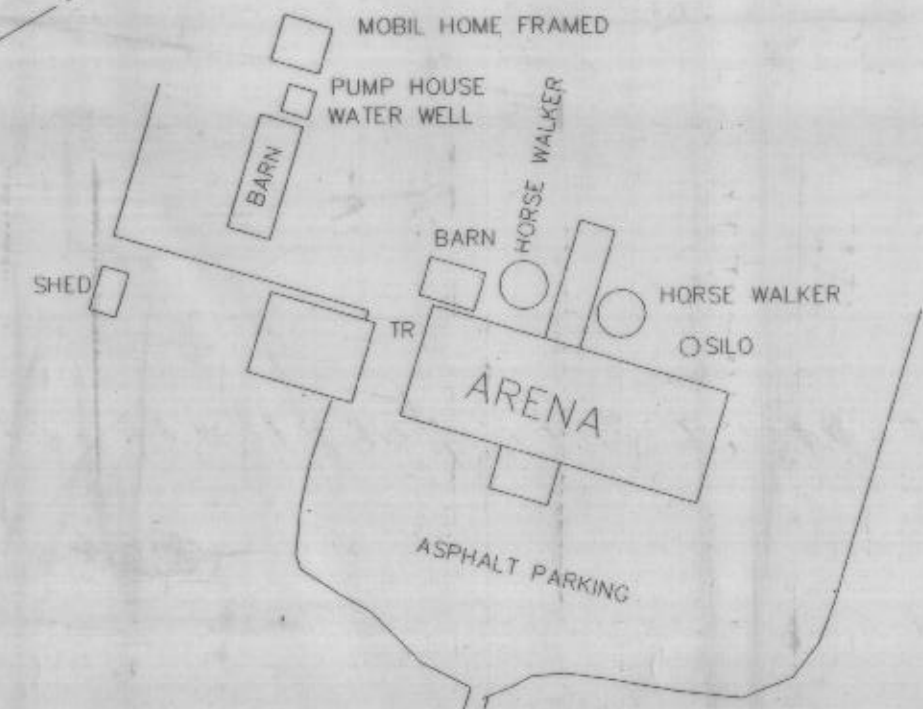 MOBIL HOME FRAMED
PUMP HOUSE
WATER WELL
BARN
HORSE WALKER
BARN
SHED
HORSE WALKER
TR
SILO
ARENA
ASPHALT PARKING